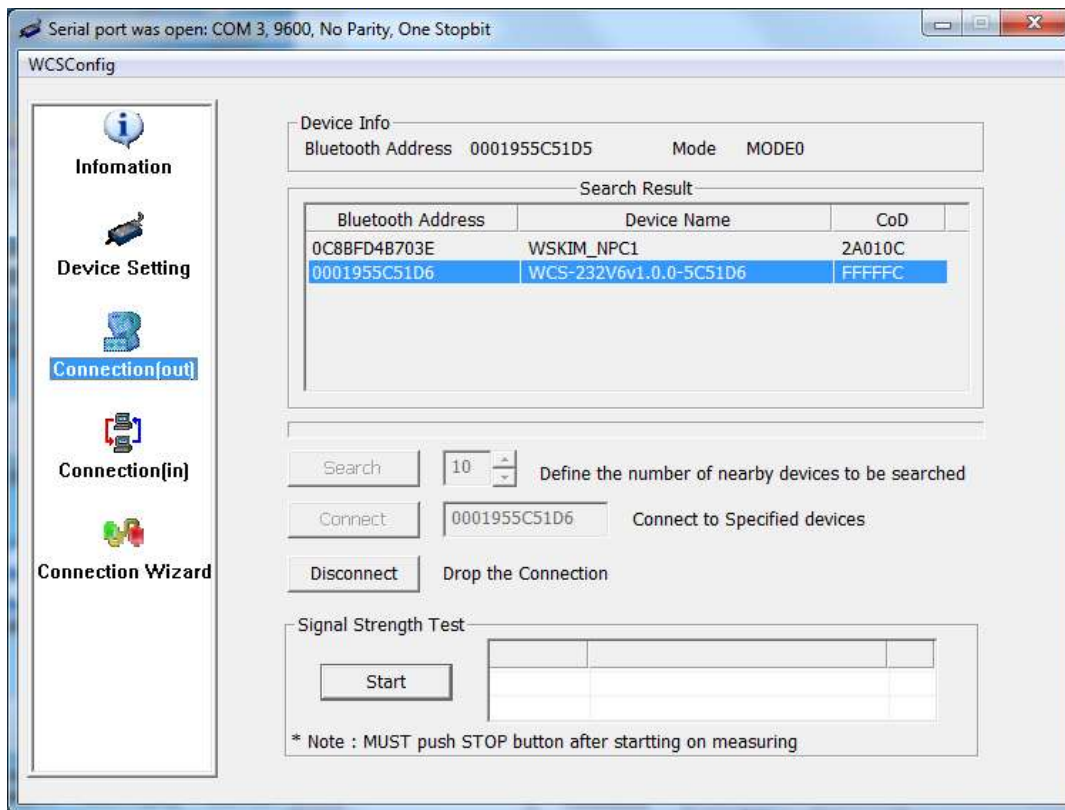 Serial port was open: COM 3, 9600, No Parity, One Stopbit
WCSConfig
Infomation
Device Setting
Connection(out)
Connection(in)
Connection Wizard
Device Info
Bluetooth Address 0001955C51D5 Mode MODE0
Search Result
Bluetooth Address Device Name CoD
0C8BFD4B703E WSKIM_NPC1 2A010C
0001955C51D6 WCS-232V6v1.0.0-5C51D6 FFFFFC
Search 10 Define the number of nearby devices to be searched
Connect 0001955C51D6 Connect to Specified devices
Disconnect Drop the Connection
Signal Strength Test
Start
* Note : MUST push STOP button after startting on measuring